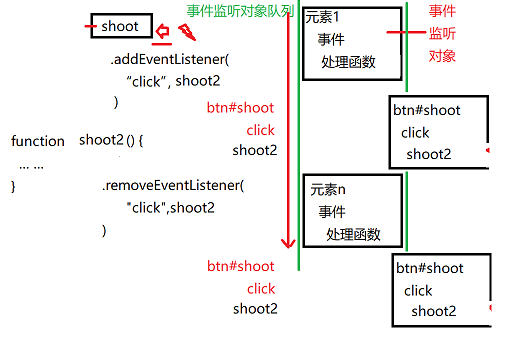 shoot
.addEventListener(
"click", shoot2
)
function shoot2 () {
... ...
}
.removeEventListener(
"click",shoot2
)
事件监听对象队列
btn#shoot
click
shoot2
btn#shoot
click
shoot2
元素1
事件
处理函数
元素n
事件
处理函数
事件
监听
对象
btn#shoot
click
shoot2
btn#shoot
click
shoot2